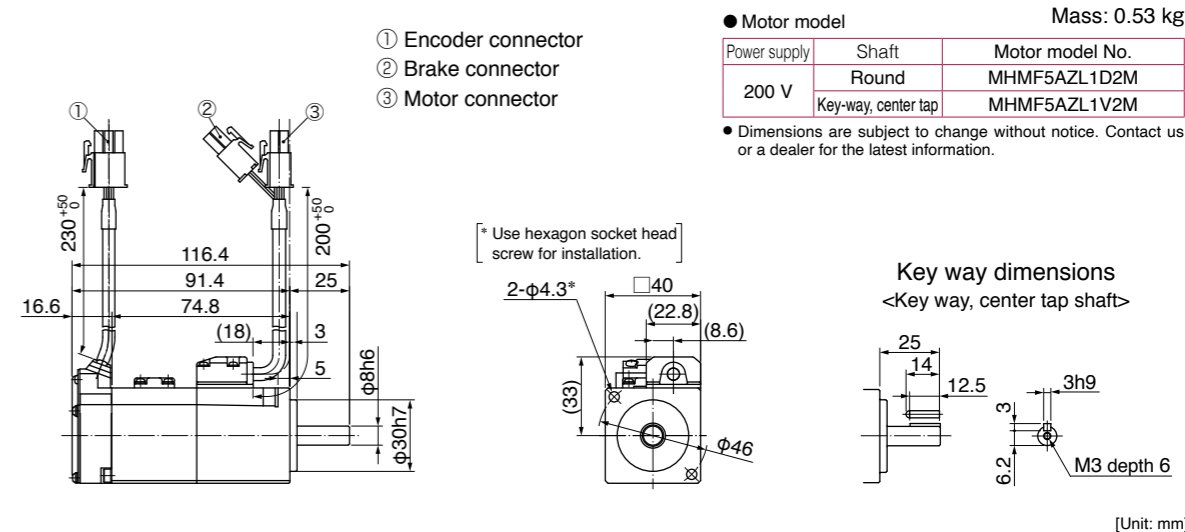 ① Encoder connector
② Brake connector
③ Motor connector
● Motor model
Mass: 0.53 kg
Power supply Shaft Motor model No.
200 V Round MHMF5AZL1D2M
Key-way, center tap MHMF5AZL1V2M
● Dimensions are subject to change without notice. Contact us
or a dealer for the latest information.
① ② ③
230 +50 0
200 +50 0
116.4
91.4 25
16.6 74.8
(18) 3
5
φ8h6
φ30h7
* Use hexagon socket head
screw for installation.
2-φ4.3* □40
(22.8)
(8.6)
(33)
φ46
Key way dimensions
<Key way, center tap shaft>
25
14
12.5
3h9
3
6.2
M3 depth 6
[Unit: mm]